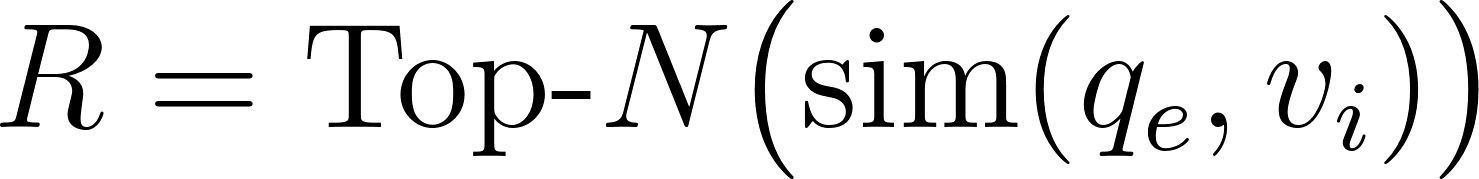 R = Top-N(sim(q_e, v_i))